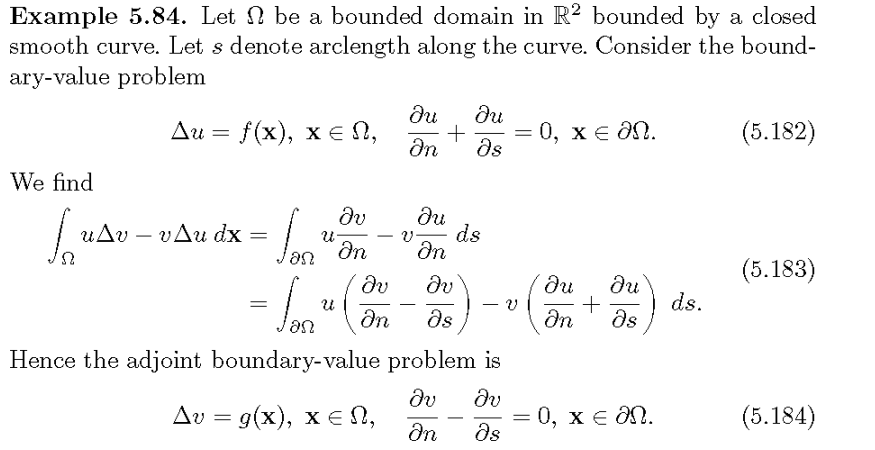 Example 5.84. Let Ω be a bounded domain in ℝ² bounded by a closed
smooth curve. Let s denote arclength along the curve. Consider the bound-
ary-value problem
Δu = f(x), x ∈ Ω, ∂u/∂n + ∂u/∂s = 0, x ∈ ∂Ω. (5.182)
We find
∫_Ω uΔv − vΔu dx = ∫_∂Ω u ∂v/∂n − v ∂u/∂n ds
= ∫_∂Ω u (∂v/∂n − ∂v/∂s) − v (∂u/∂n + ∂u/∂s) ds. (5.183)
Hence the adjoint boundary-value problem is
Δv = g(x), x ∈ Ω, ∂v/∂n − ∂v/∂s = 0, x ∈ ∂Ω. (5.184)